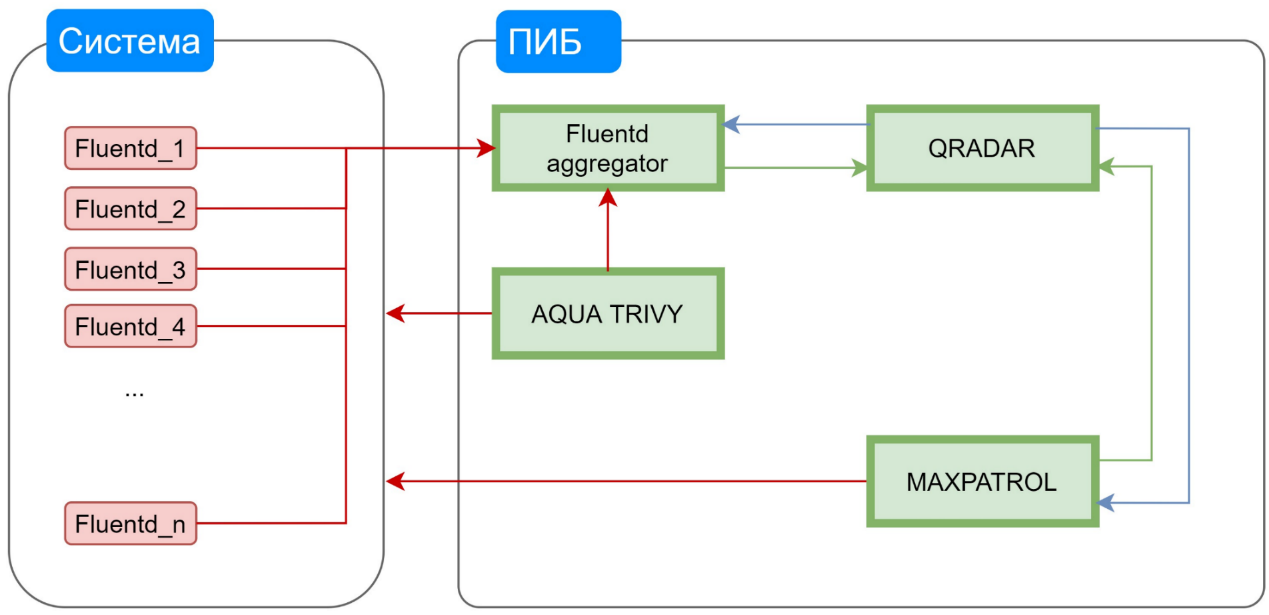 Система
ПИБ
Fluentd_1
Fluentd_2
Fluentd_3
Fluentd_4
...
Fluentd_n
Fluentd
aggregator
QRADAR
AQUA TRIVY
MAXPATROL